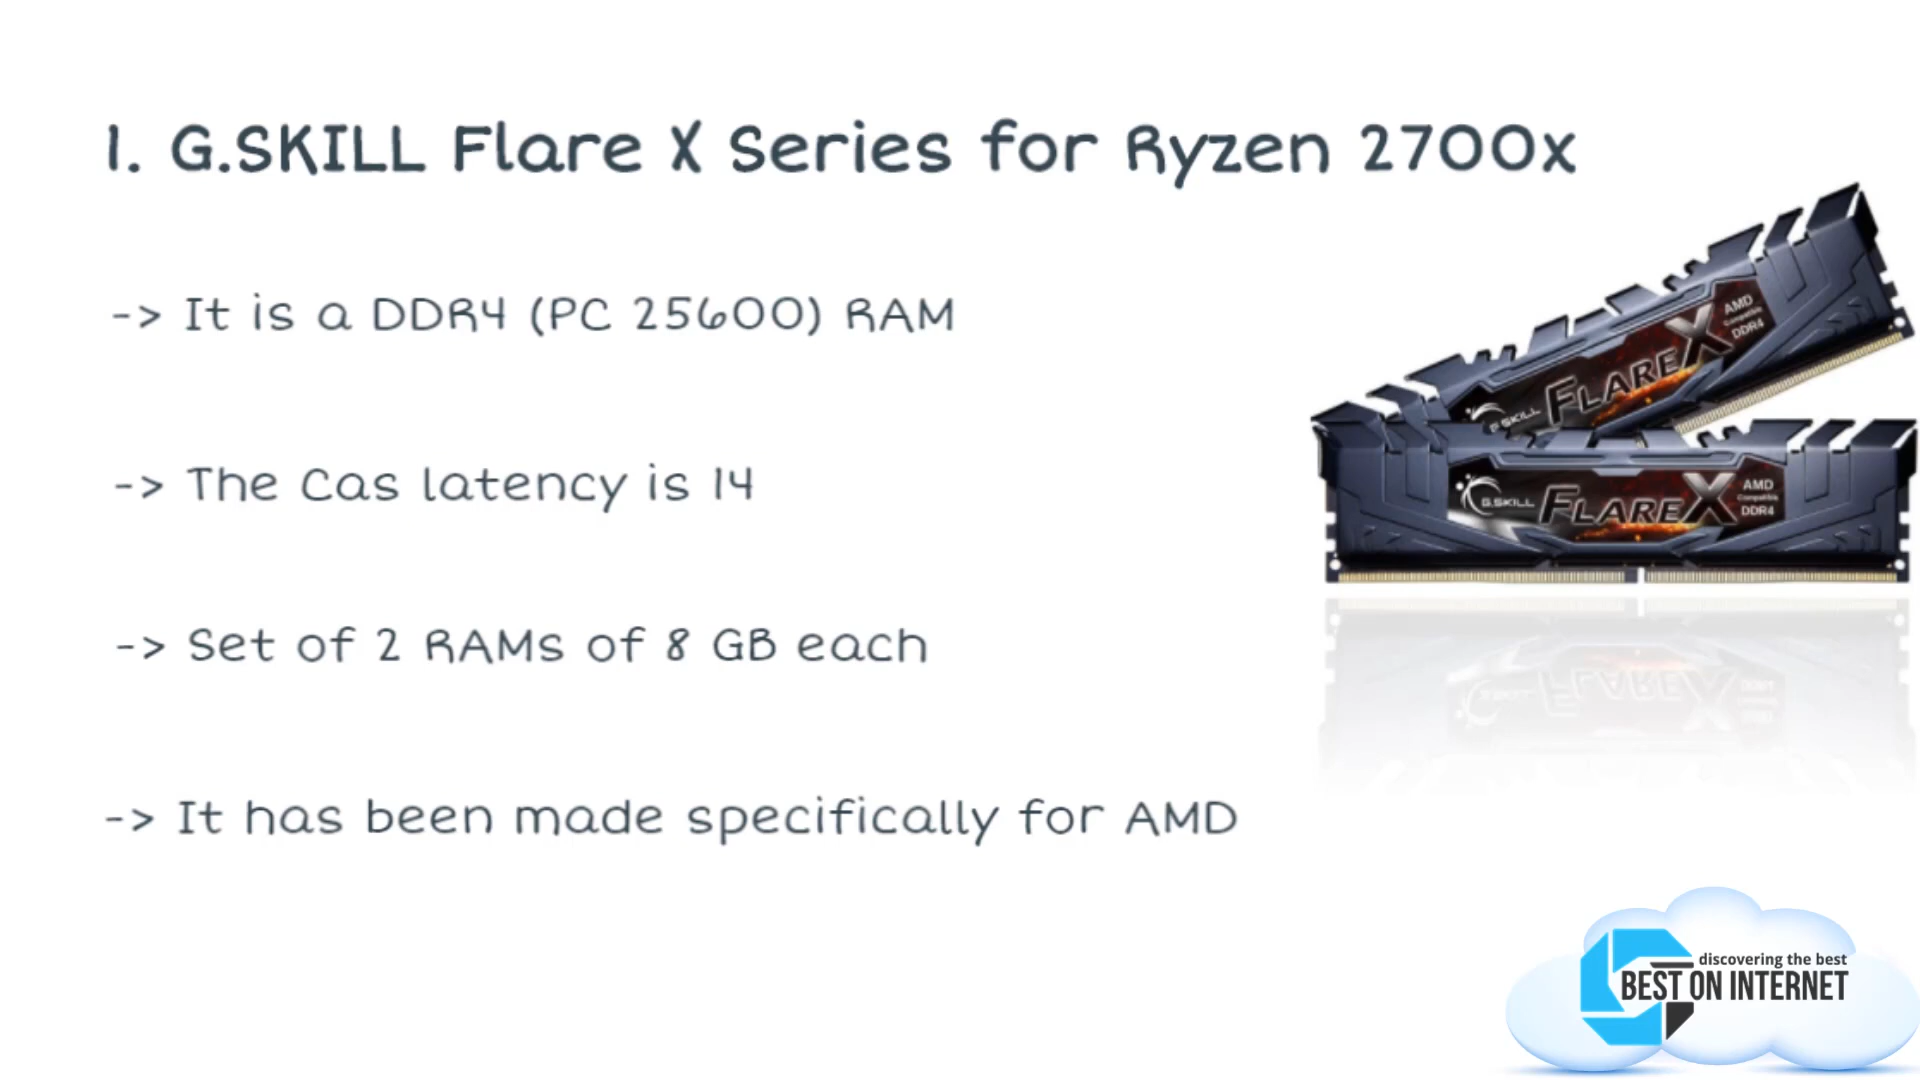 1. G.SKILL Flare X Series for Ryzen 2700x
-> It is a DDR4 (PC 25600) RAM
-> The Cas latency is 14
-> Set of 2 RAMs of 8 GB each
-> It has been made specifically for AMD
G.SKILL FLARE X AMD Compatible DDR4
G.SKILL FLARE X AMD Compatible DDR4
discovering the best
BEST ON INTERNET